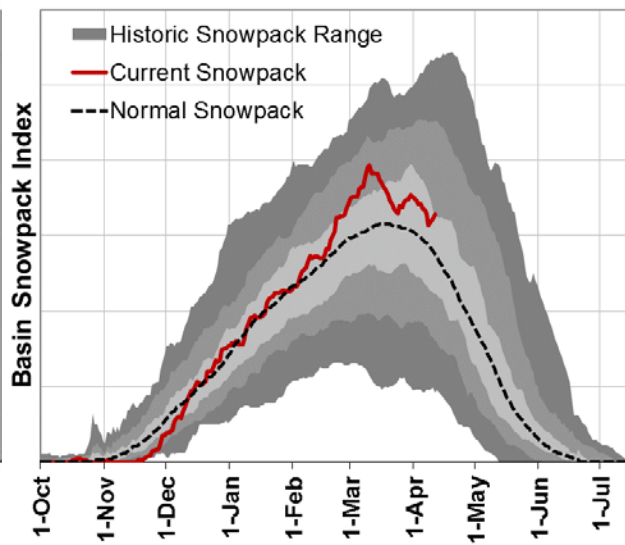 Historic Snowpack Range
Current Snowpack
Normal Snowpack
Basin Snowpack Index
1-Oct
1-Nov
1-Dec
1-Jan
1-Feb
1-Mar
1-Apr
1-May
1-Jun
1-Jul